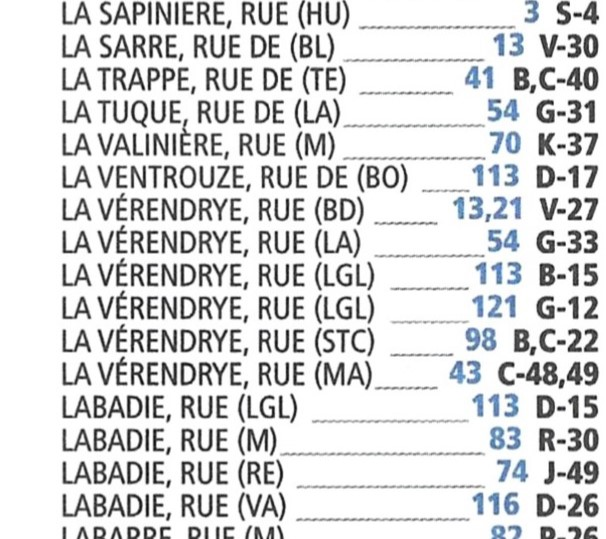 LA SAPINIÈRE, RUE (HU) 3 S-4
LA SARRE, RUE DE (BL) 13 V-30
LA TRAPPE, RUE DE (TE) 41 B,C-40
LA TUQUE, RUE DE (LA) 54 G-31
LA VALINIÈRE, RUE (M) 70 K-37
LA VENTROUZE, RUE DE (BO) 113 D-17
LA VÉRENDRYE, RUE (BD) 13,21 V-27
LA VÉRENDRYE, RUE (LA) 54 G-33
LA VÉRENDRYE, RUE (LGL) 113 B-15
LA VÉRENDRYE, RUE (LGL) 121 G-12
LA VÉRENDRYE, RUE (STC) 98 B,C-22
LA VÉRENDRYE, RUE (MA) 43 C-48,49
LABADIE, RUE (LGL) 113 D-15
LABADIE, RUE (M) 83 R-30
LABADIE, RUE (RE) 74 J-49
LABADIE, RUE (VA) 116 D-26
LABARRE, RUE (M) 82